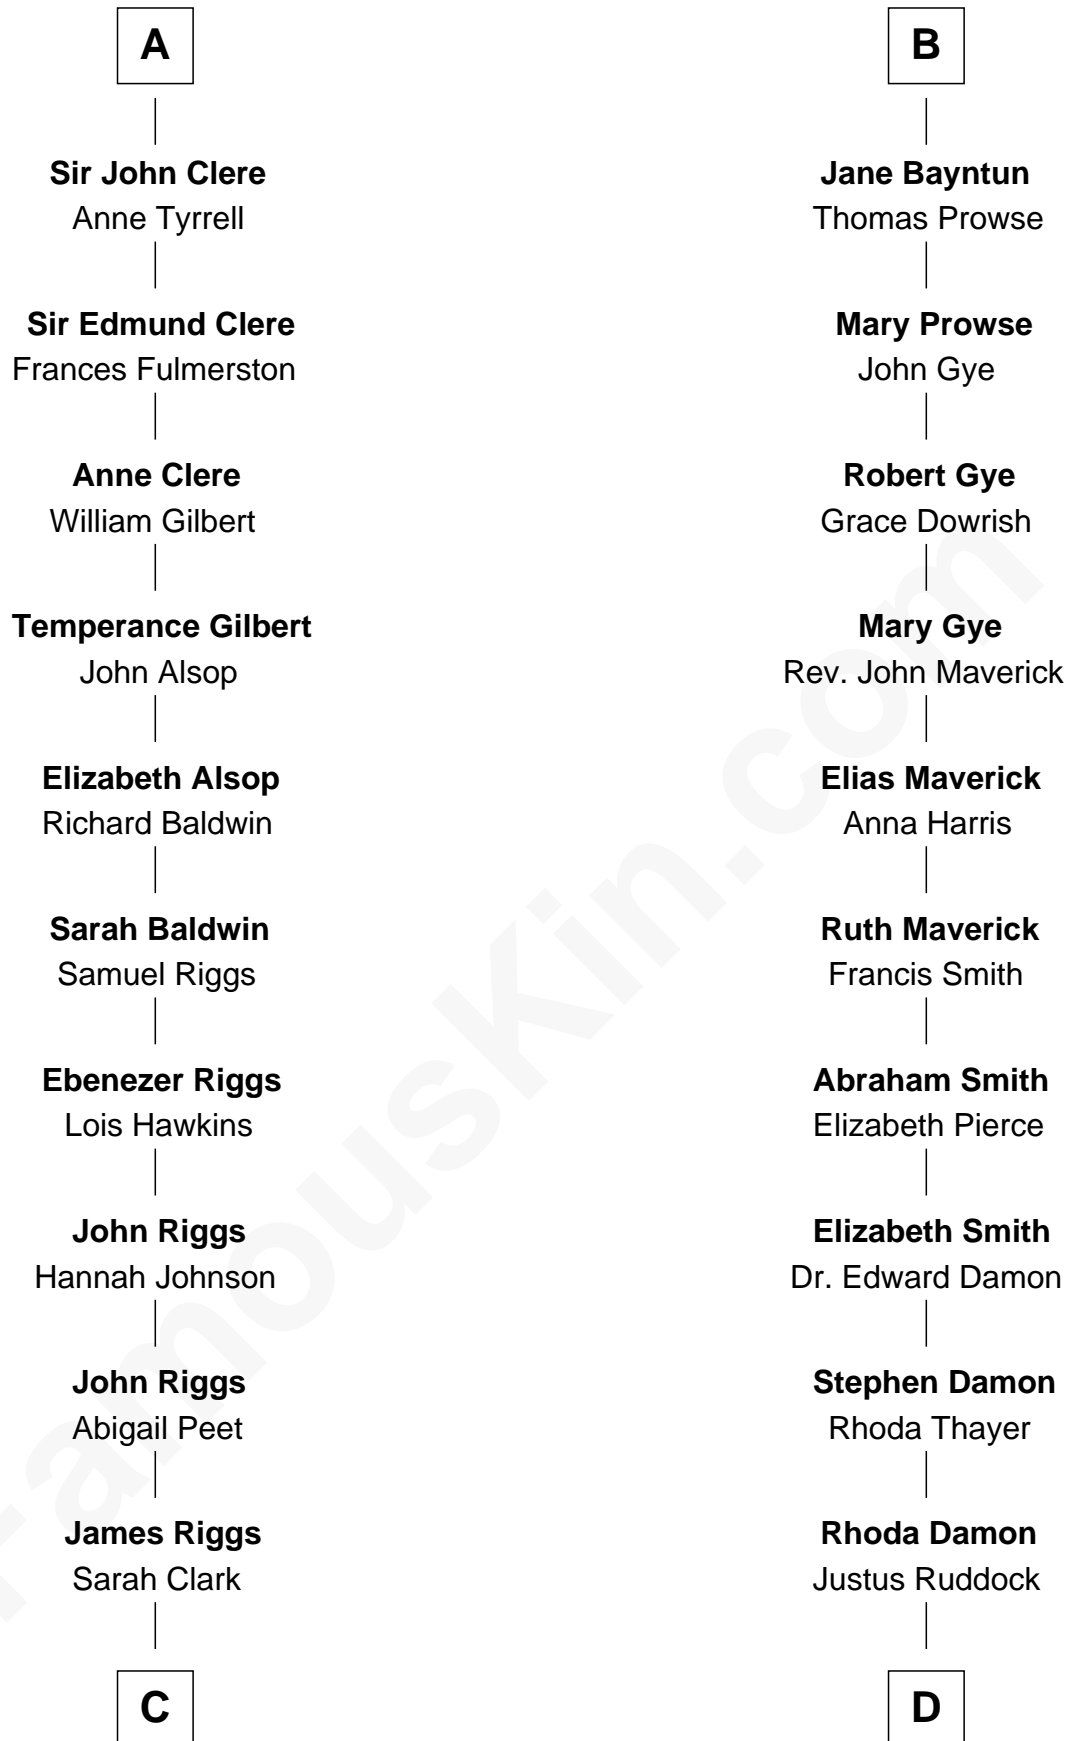 A
Sir John Clere
Anne Tyrrell
Sir Edmund Clere
Frances Fulmerston
Anne Clere
William Gilbert
Temperance Gilbert
John Alsop
Elizabeth Alsop
Richard Baldwin
Sarah Baldwin
Samuel Riggs
Ebenezer Riggs
Lois Hawkins
John Riggs
Hannah Johnson
John Riggs
Abigail Peet
James Riggs
Sarah Clark
C
B
Jane Bayntun
Thomas Prowse
Mary Prowse
John Gye
Robert Gye
Grace Dowrish
Mary Gye
Rev. John Maverick
Elias Maverick
Anna Harris
Ruth Maverick
Francis Smith
Abraham Smith
Elizabeth Pierce
Elizabeth Smith
Dr. Edward Damon
Stephen Damon
Rhoda Thayer
Rhoda Damon
Justus Ruddock
D
FamousKin.com